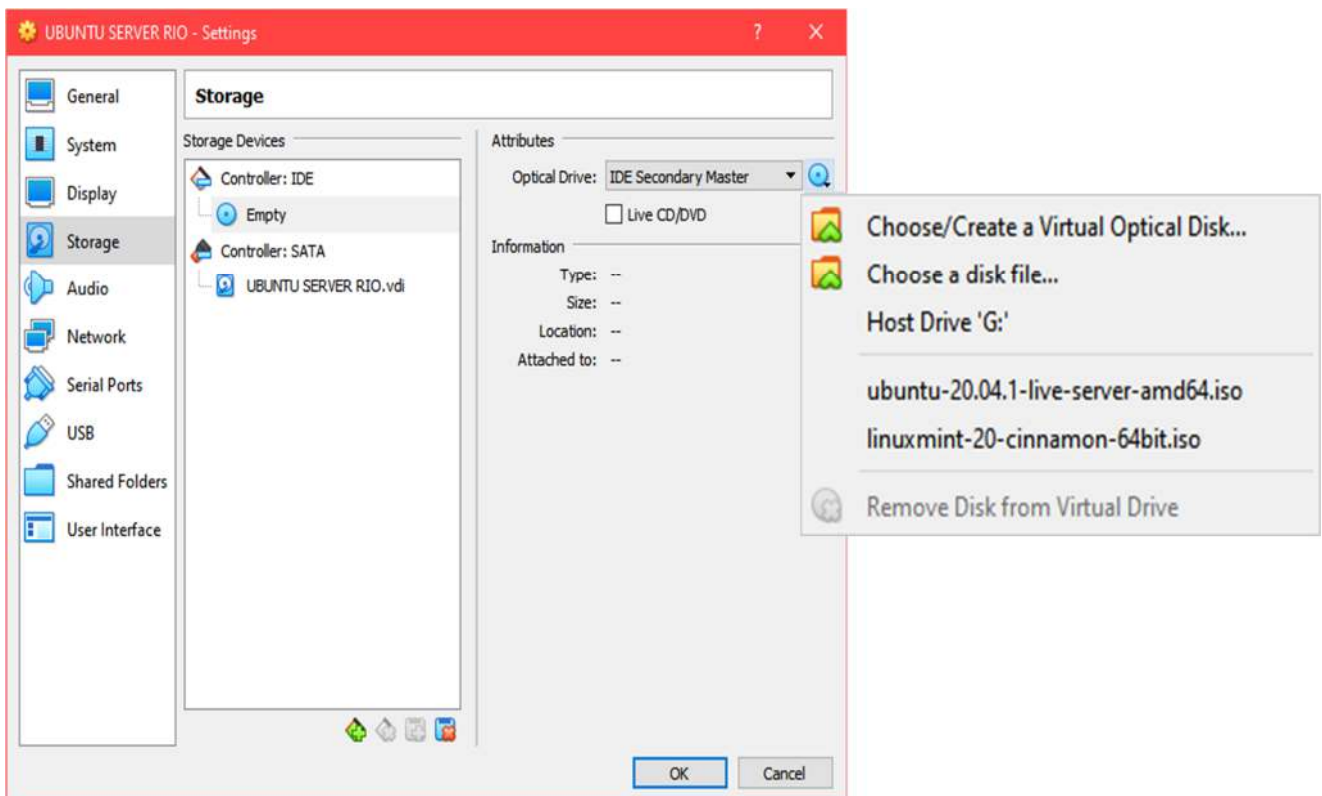 UBUNTU SERVER RIO - Settings
?
General
System
Display
Storage
Audio
Network
Serial Ports
USB
Shared Folders
User Interface
Storage
Storage Devices
Controller: IDE
Empty
Controller: SATA
UBUNTU SERVER RIO.vdi
Attributes
Optical Drive: IDE Secondary Master
Live CD/DVD
Information
Type: --
Size: --
Location: --
Attached to: --
Choose/Create a Virtual Optical Disk...
Choose a disk file...
Host Drive 'G:'
ubuntu-20.04.1-live-server-amd64.iso
linuxmint-20-cinnamon-64bit.iso
Remove Disk from Virtual Drive
OK
Cancel